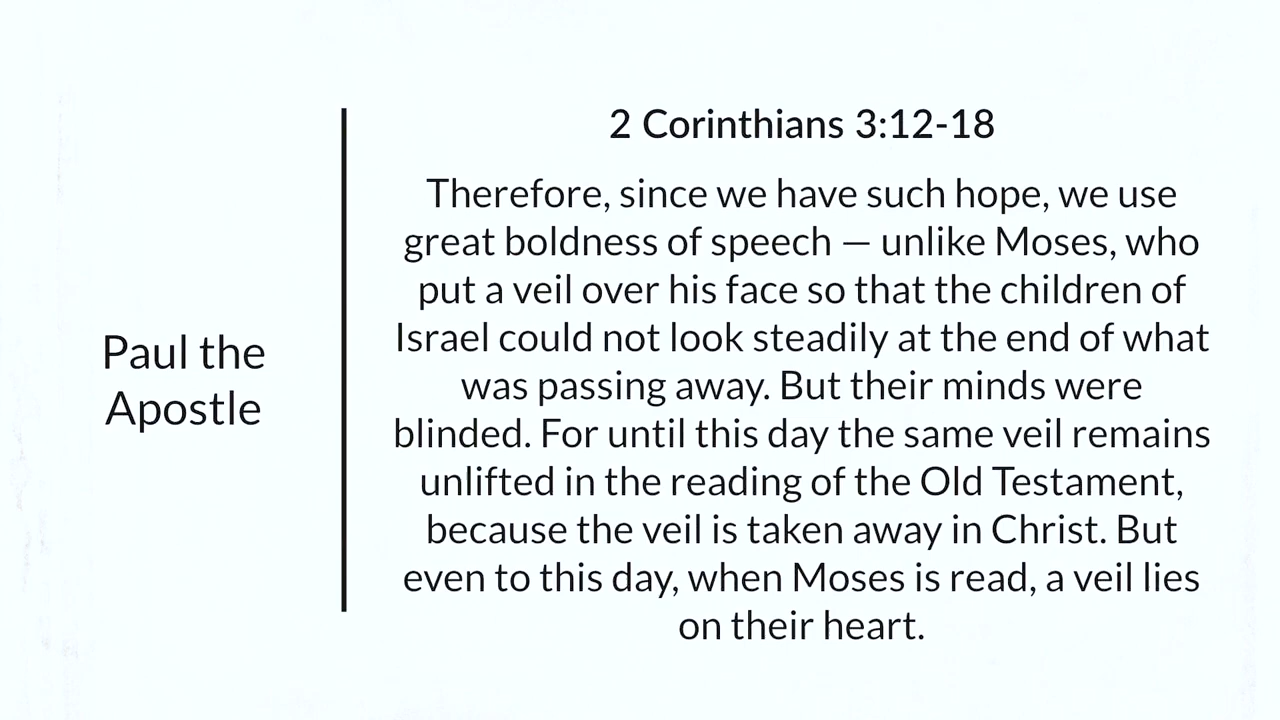 Paul the
Apostle
2 Corinthians 3:12-18
Therefore, since we have such hope, we use
great boldness of speech — unlike Moses, who
put a veil over his face so that the children of
Israel could not look steadily at the end of what
was passing away. But their minds were
blinded. For until this day the same veil remains
unlifted in the reading of the Old Testament,
because the veil is taken away in Christ. But
even to this day, when Moses is read, a veil lies
on their heart.